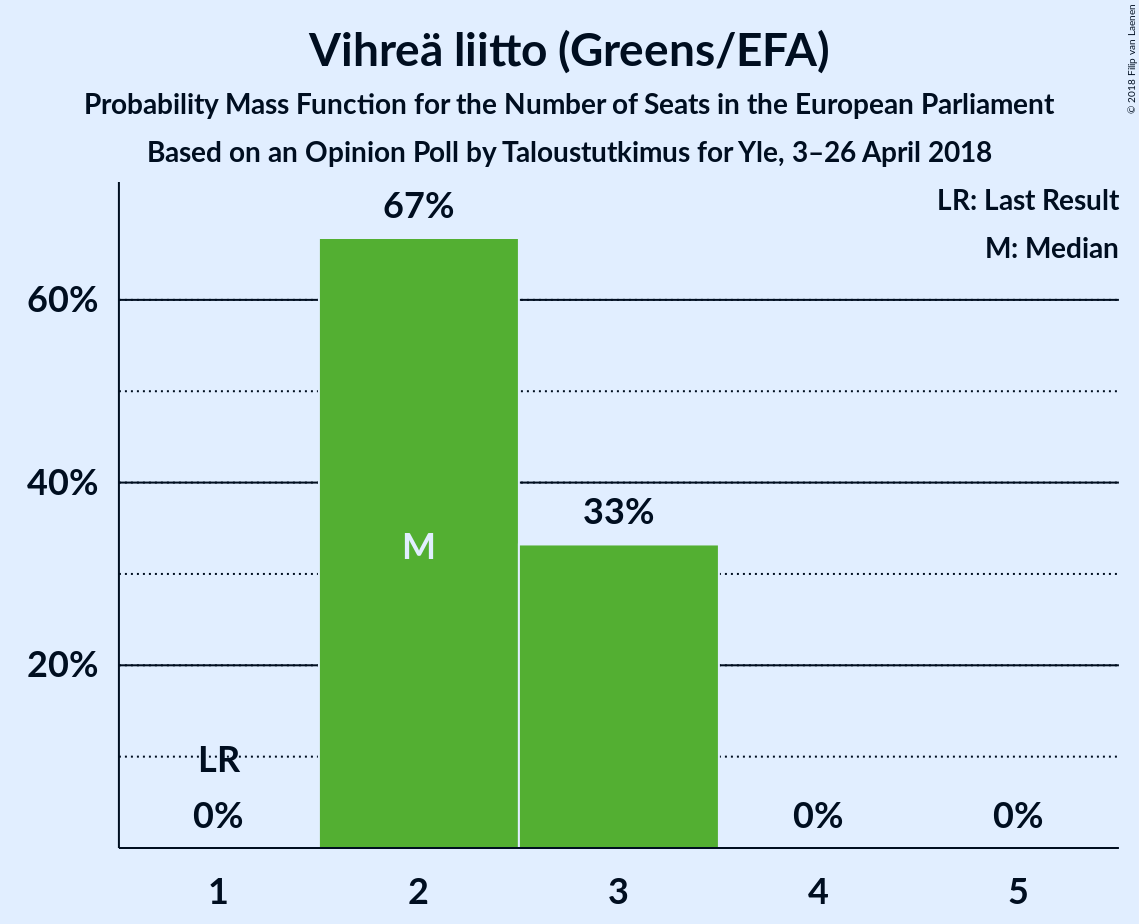 Vihreä liitto (Greens/EFA)
Probability Mass Function for the Number of Seats in the European Parliament
Based on an Opinion Poll by Taloustutkimus for Yle, 3–26 April 2018
© 2018 Filip van Laenen
LR: Last Result
M: Median
67%
60%
40%
33%
M
20%
LR
0%
0%
0%
1
2
3
4
5